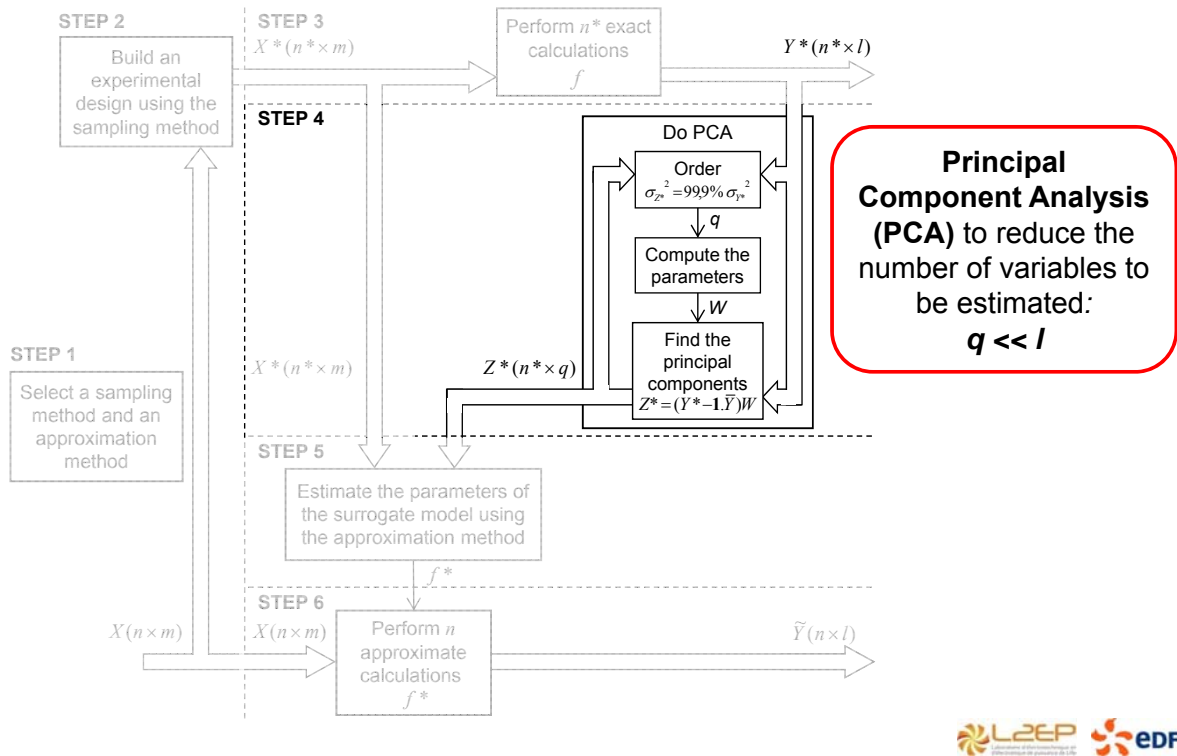 STEP 2
Build an
experimental
design using the
sampling method
STEP 3
X*(n*×m)
Perform n* exact
calculations
f
Y*(n*×l)
STEP 4
Do PCA
Order
σ_Z*² = 99,9% σ_Y*²
q
Compute the
parameters
W
Find the
principal
components
Z* = (Y*−1.Ȳ)W
Principal
Component Analysis
(PCA) to reduce the
number of variables to
be estimated:
q << l
STEP 1
Select a sampling
method and an
approximation
method
X*(n*×m)
Z*(n*×q)
STEP 5
Estimate the parameters of
the surrogate model using
the approximation method
f*
STEP 6
X(n×m)
X(n×m)
Perform n
approximate
calculations
f*
Ỹ(n×l)
L2EP
eDF